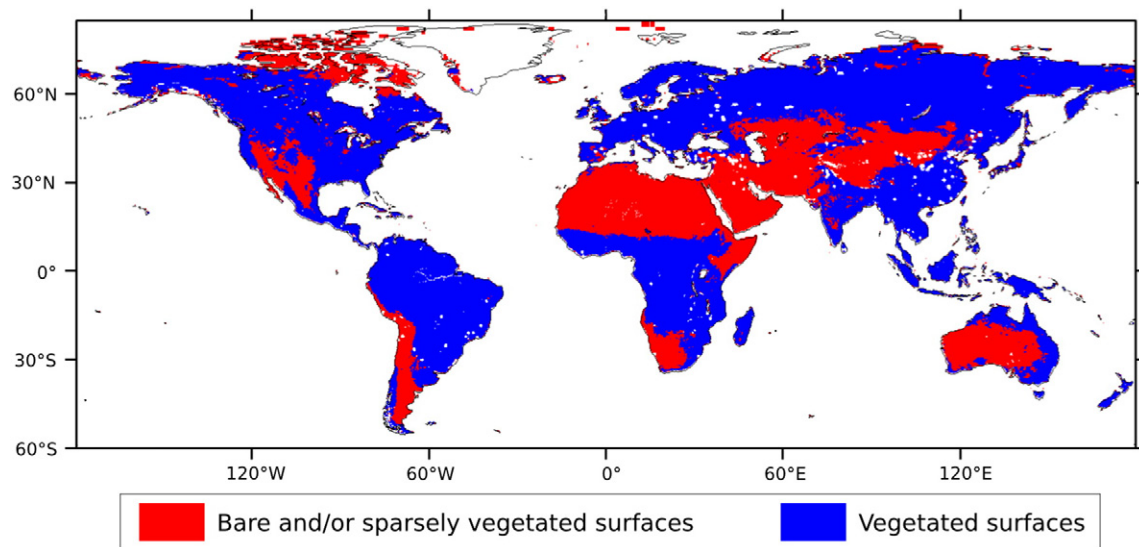 60°N
30°N
0°
30°S
60°S
120°W 60°W 0° 60°E 120°E
Bare and/or sparsely vegetated surfaces Vegetated surfaces